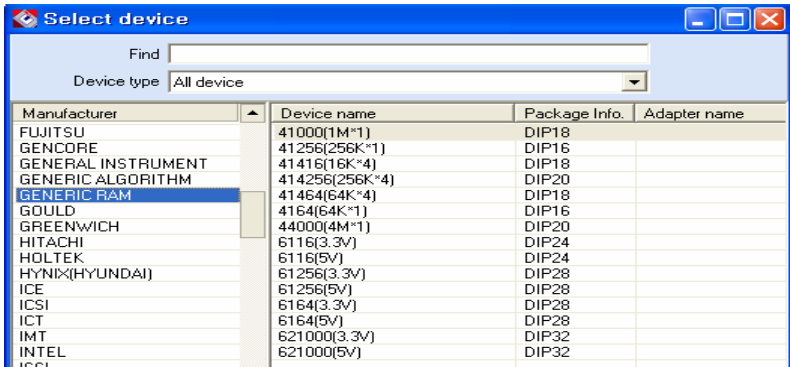 Select device
Find
Device type All device
Manufacturer Device name Package Info. Adapter name
FUJITSU 41000(1M*1) DIP18
GENCORE 41256(256K*1) DIP16
GENERAL INSTRUMENT 41416(16K*4) DIP18
GENERIC ALGORITHM 414256(256K*4) DIP20
GENERIC RAM 41464(64K*4) DIP18
GOULD 4164(64K*1) DIP16
GREENWICH 44000(4M*1) DIP20
HITACHI 6116(3.3V) DIP24
HOLTEK 6116(5V) DIP24
HYNIX(HYUNDAI) 61256(3.3V) DIP28
ICE 61256(5V) DIP28
ICSI 6164(3.3V) DIP28
ICT 6164(5V) DIP28
IMT 621000(3.3V) DIP32
INTEL 621000(5V) DIP32